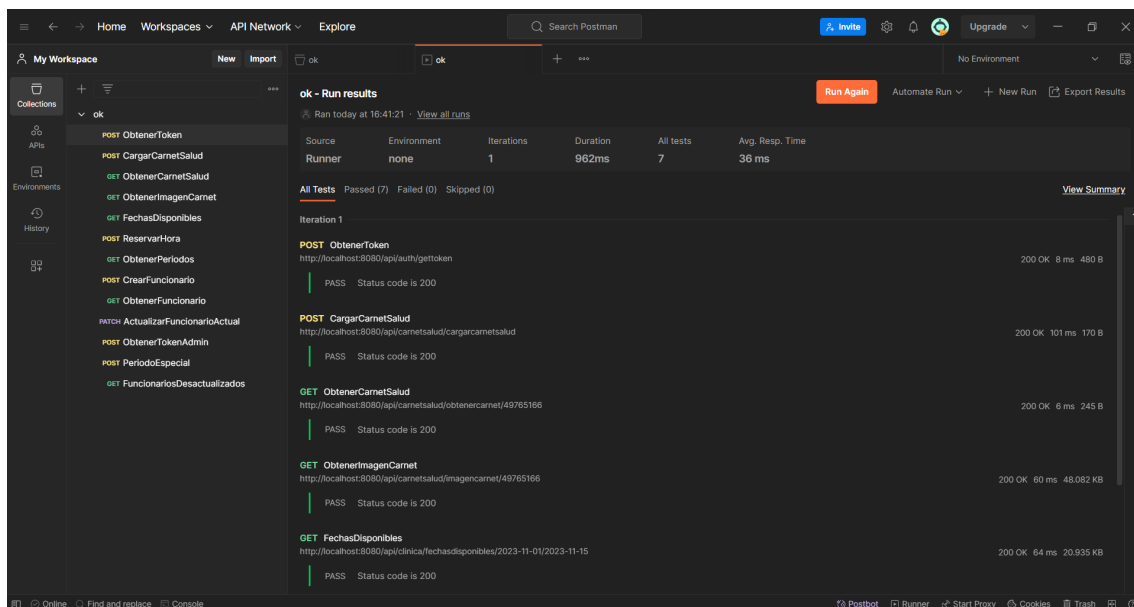 Home Workspaces API Network Explore Search Postman Invite Upgrade
My Workspace New Import ok ok No Environment
Collections
APIs
Environments
History
ok
POST ObtenerToken
POST CargarCarnetSalud
GET ObtenerCarnetSalud
GET ObtenerImagenCarnet
GET FechasDisponibles
POST ReservarHora
GET ObtenerPeriodos
POST CrearFuncionario
GET ObtenerFuncionario
PATCH ActualizarFuncionarioActual
POST ObtenerTokenAdmin
POST PeriodoEspecial
GET FuncionariosDesactualizados
ok - Run results Run Again Automate Run + New Run Export Results
Ran today at 16:41:21 · View all runs
Source Environment Iterations Duration All tests Avg. Resp. Time
Runner none 1 962ms 7 36 ms
All Tests Passed (7) Failed (0) Skipped (0) View Summary
Iteration 1
POST ObtenerToken
http://localhost:8080/api/auth/gettoken 200 OK 8 ms 480 B
PASS Status code is 200
POST CargarCarnetSalud
http://localhost:8080/api/carnetsalud/cargarcarnetsalud 200 OK 101 ms 170 B
PASS Status code is 200
GET ObtenerCarnetSalud
http://localhost:8080/api/carnetsalud/obtenercarnet/49765166 200 OK 6 ms 245 B
PASS Status code is 200
GET ObtenerImagenCarnet
http://localhost:8080/api/carnetsalud/imagencarnet/49765166 200 OK 60 ms 48.082 KB
PASS Status code is 200
GET FechasDisponibles
http://localhost:8080/api/clinica/fechasdisponibles/2023-11-01/2023-11-15 200 OK 64 ms 20.935 KB
PASS Status code is 200
Online Find and replace Console Postbot Runner Start Proxy Cookies Trash